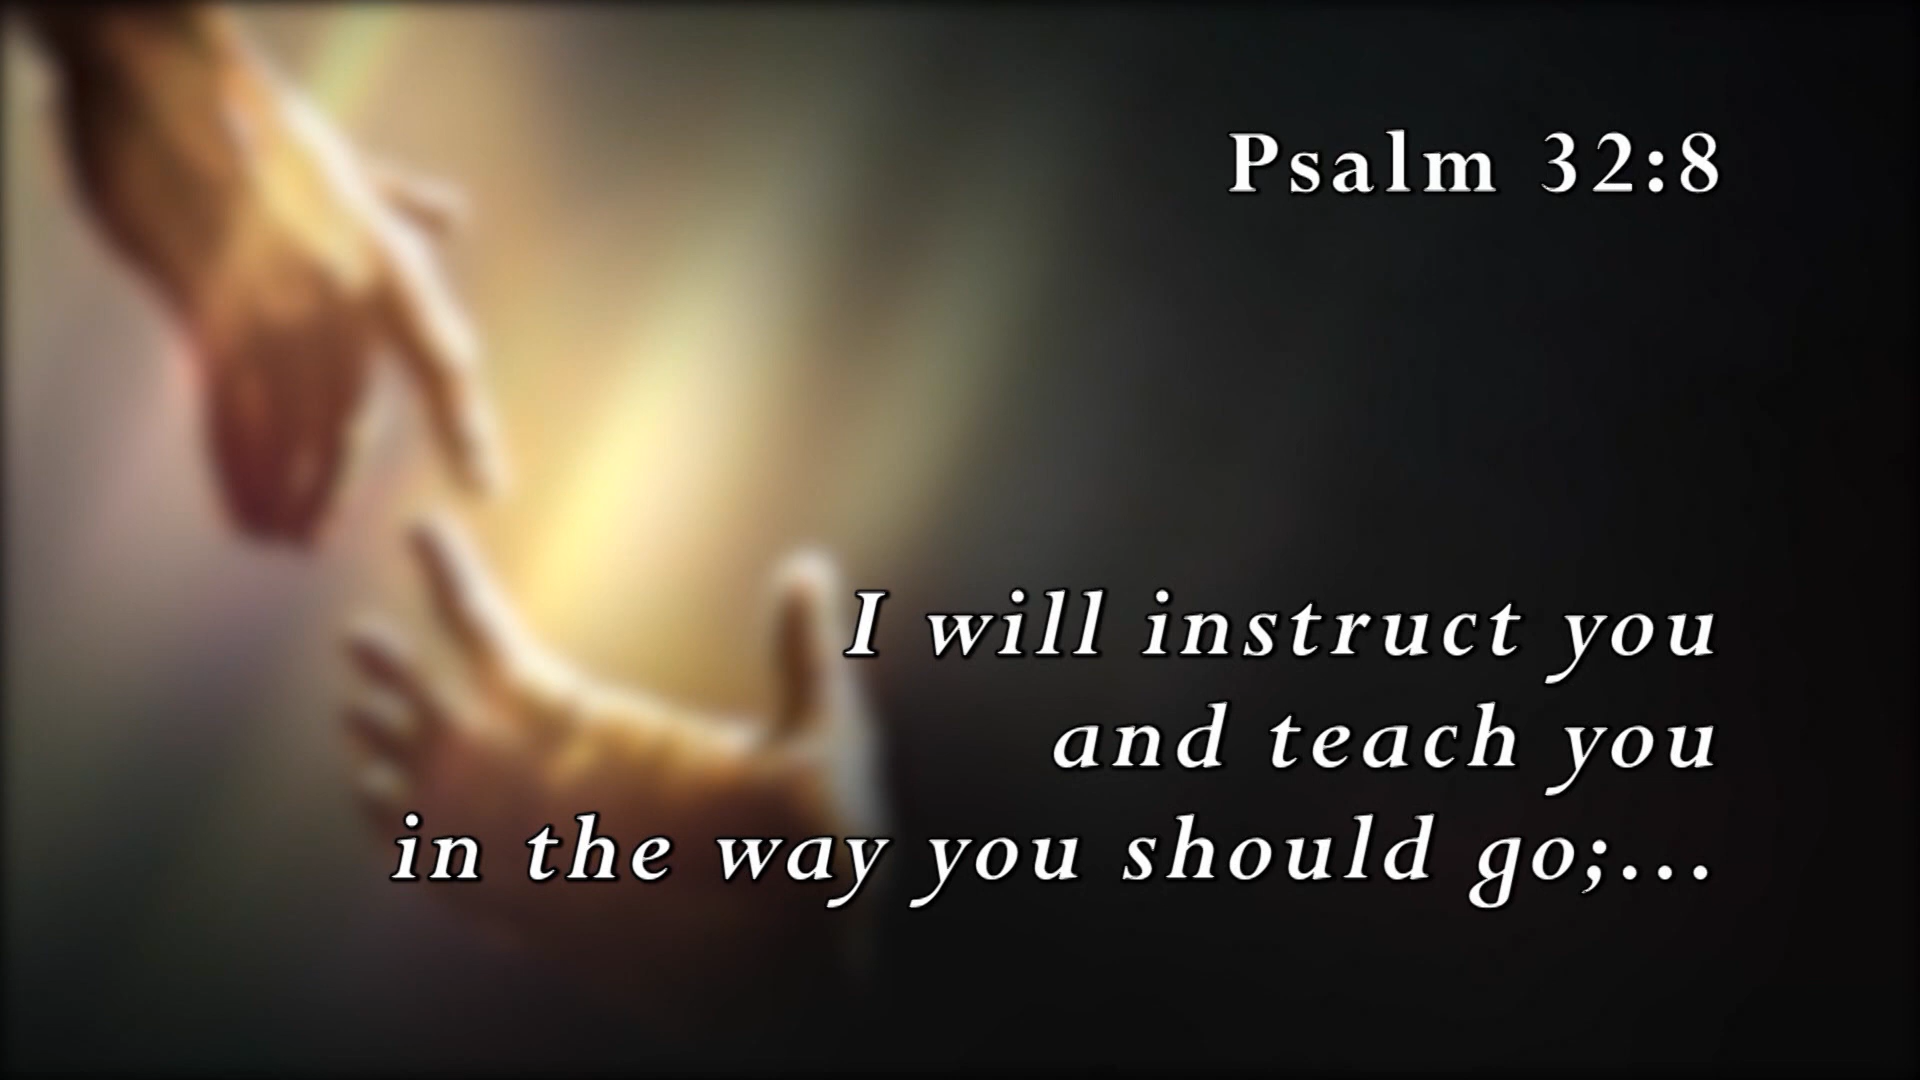 Psalm 32:8
I will instruct you
and teach you
in the way you should go;...